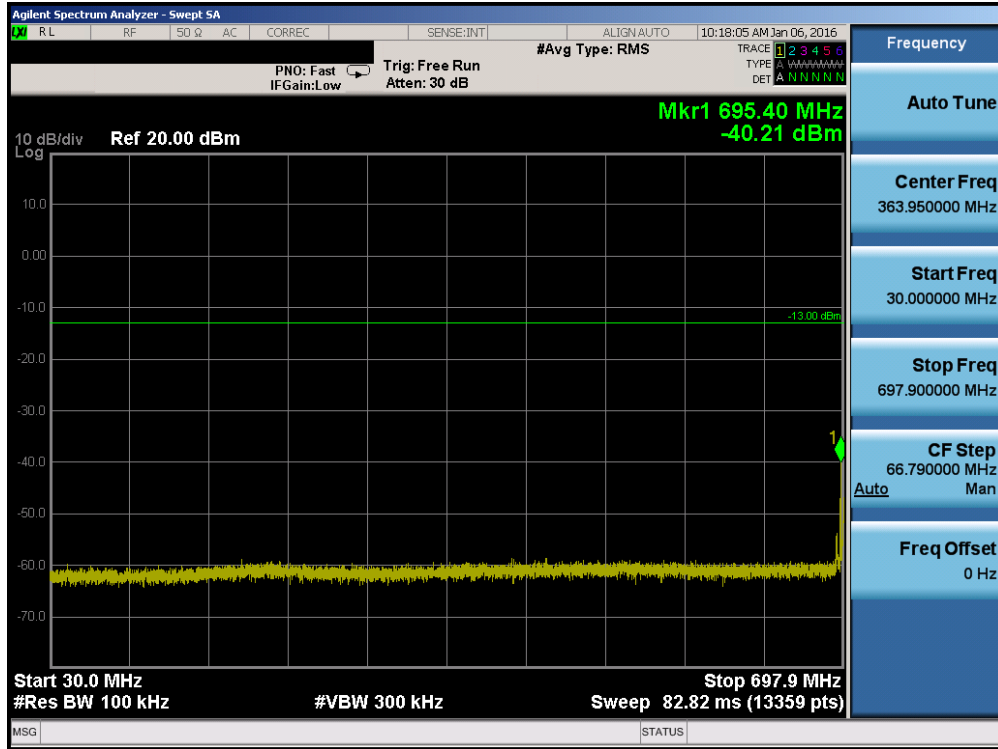 Agilent Spectrum Analyzer - Swept SA
LXI RL RF 50 Ω AC CORREC SENSE:INT ALIGN AUTO 10:18:05 AM Jan 06, 2016
#Avg Type: RMS TRACE 1 2 3 4 5 6
PNO: Fast Trig: Free Run TYPE A WWWWW
IFGain:Low Atten: 30 dB DET A N N N N N
Mkr1 695.40 MHz
-40.21 dBm
10 dB/div Ref 20.00 dBm
Log
10.0
0.00
-10.0
-13.00 dBm
-20.0
-30.0
1
-40.0
-50.0
-60.0
-70.0
Start 30.0 MHz Stop 697.9 MHz
#Res BW 100 kHz #VBW 300 kHz Sweep 82.82 ms (13359 pts)
MSG STATUS
Frequency
Auto Tune
Center Freq
363.950000 MHz
Start Freq
30.000000 MHz
Stop Freq
697.900000 MHz
CF Step
66.790000 MHz
Auto Man
Freq Offset
0 Hz